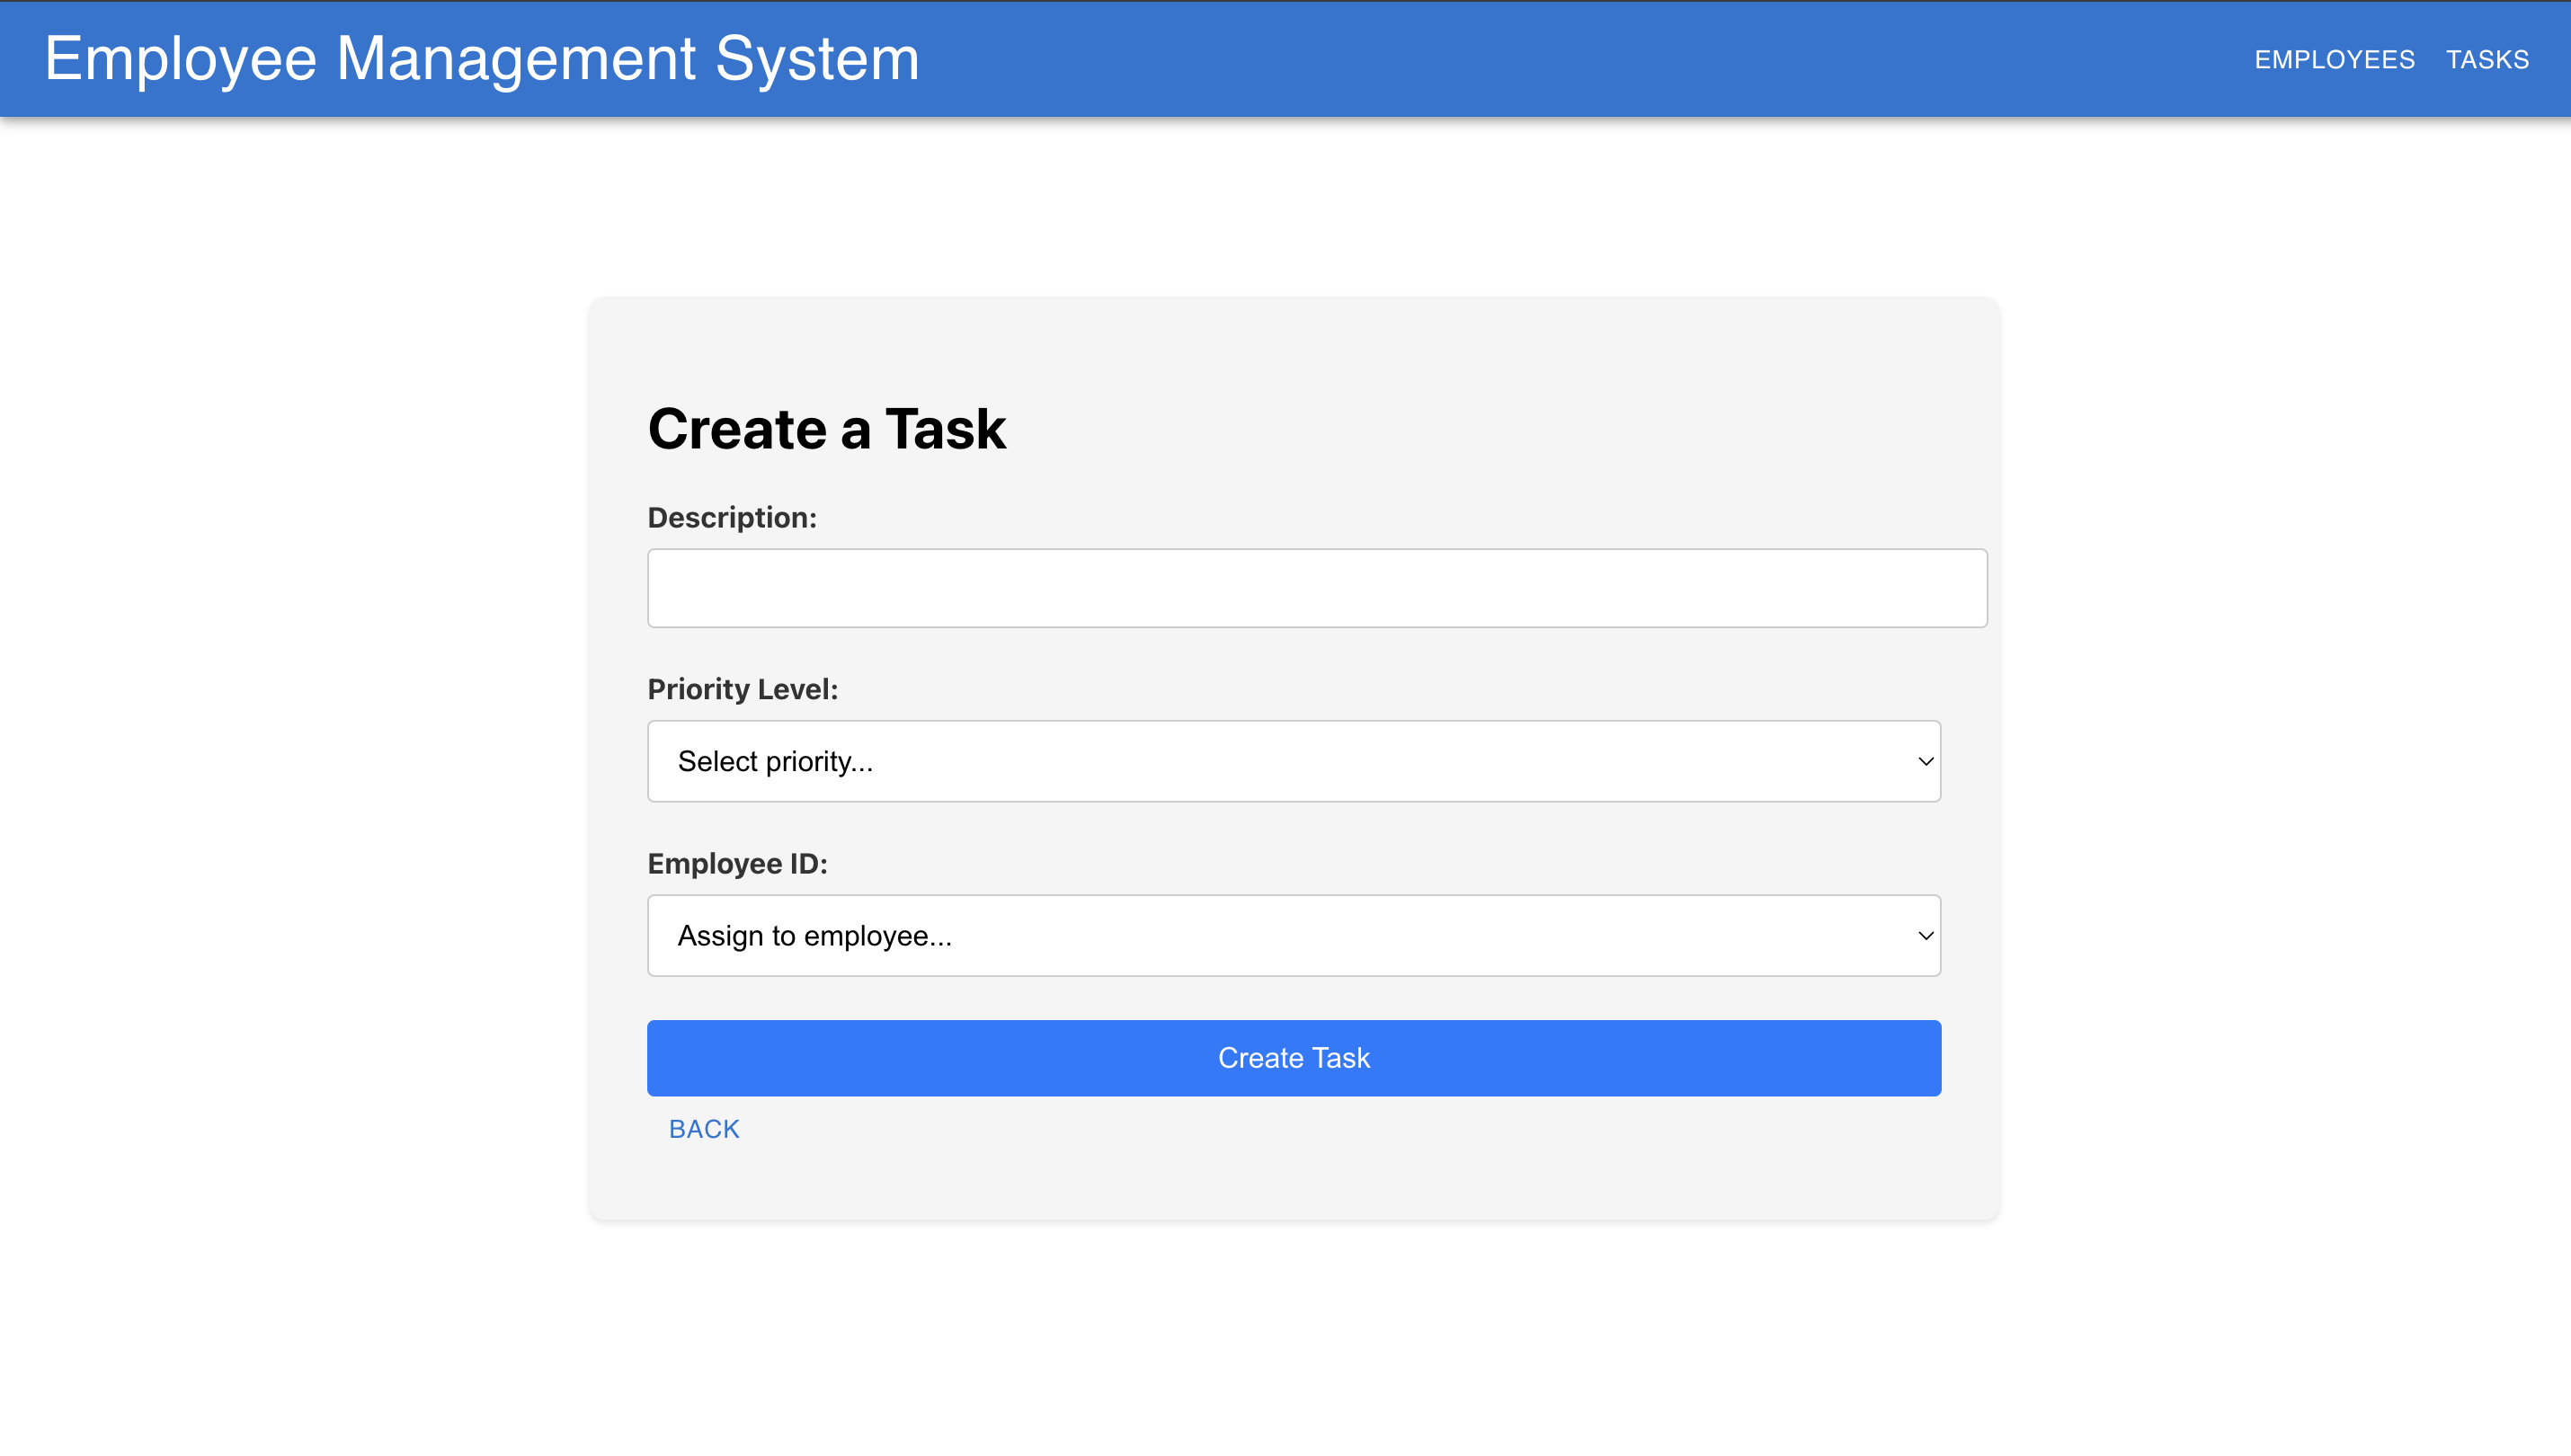 Employee Management System
EMPLOYEES TASKS
Create a Task
Description:
Priority Level:
Select priority...
Employee ID:
Assign to employee...
Create Task
BACK